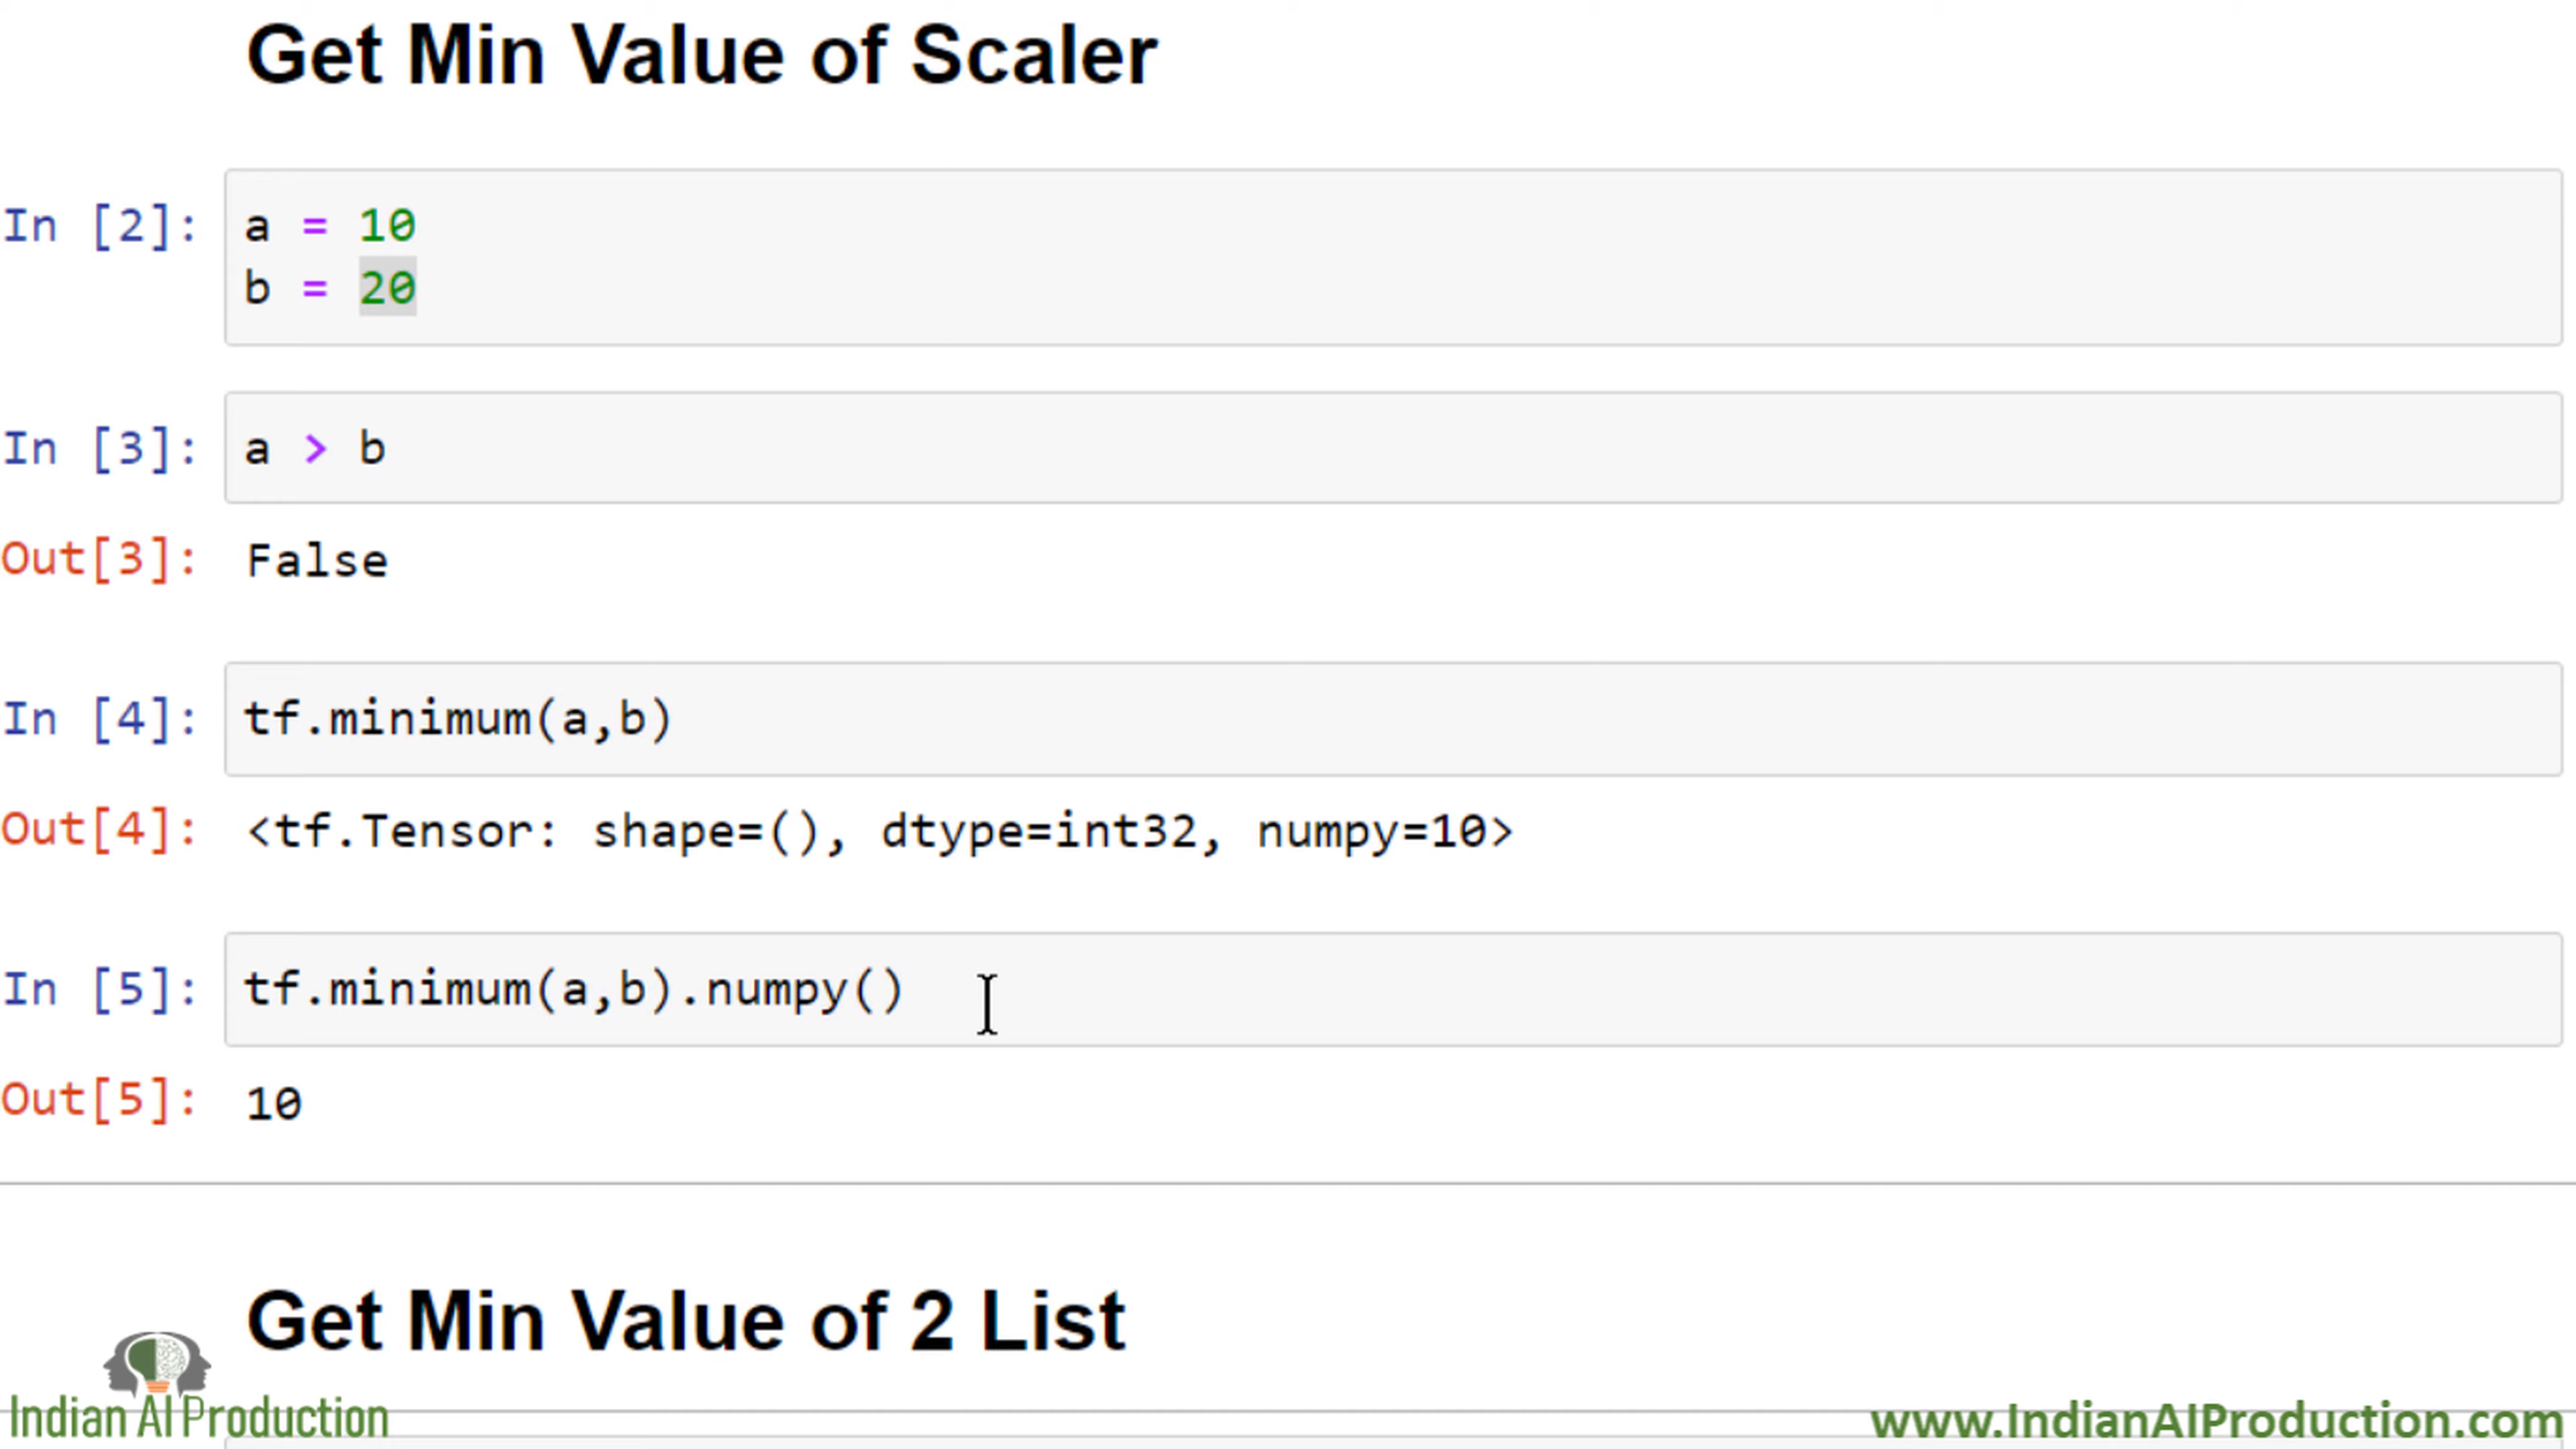 Get Min Value of Scaler
In [2]: a = 10
b = 20
In [3]: a > b
Out[3]: False
In [4]: tf.minimum(a,b)
Out[4]: <tf.Tensor: shape=(), dtype=int32, numpy=10>
In [5]: tf.minimum(a,b).numpy()
Out[5]: 10
Get Min Value of 2 List
Indian AI Production
www.IndianAIProduction.com